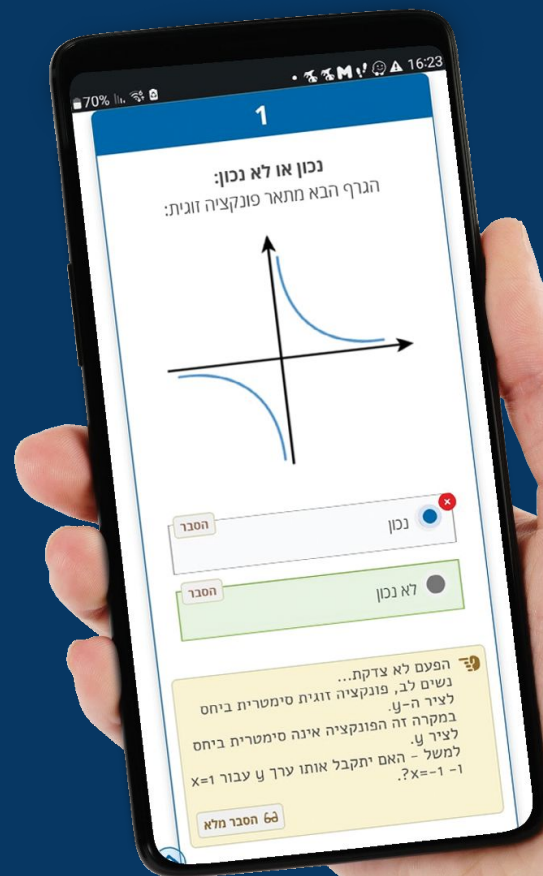 70% 16:23
1
נכון או לא נכון:
הגרף הבא מתאר פונקציה זוגית:
נכון
הסבר
לא נכון
הסבר
הפעם לא צדקת...
נשים לב, פונקציה זוגית סימטרית ביחס
לציר ה-y.
במקרה זה הפונקציה אינה סימטרית ביחס
לציר y.
למשל - האם יתקבל אותו ערך y עבור x=1
ו- x=-1?.
הסבר מלא